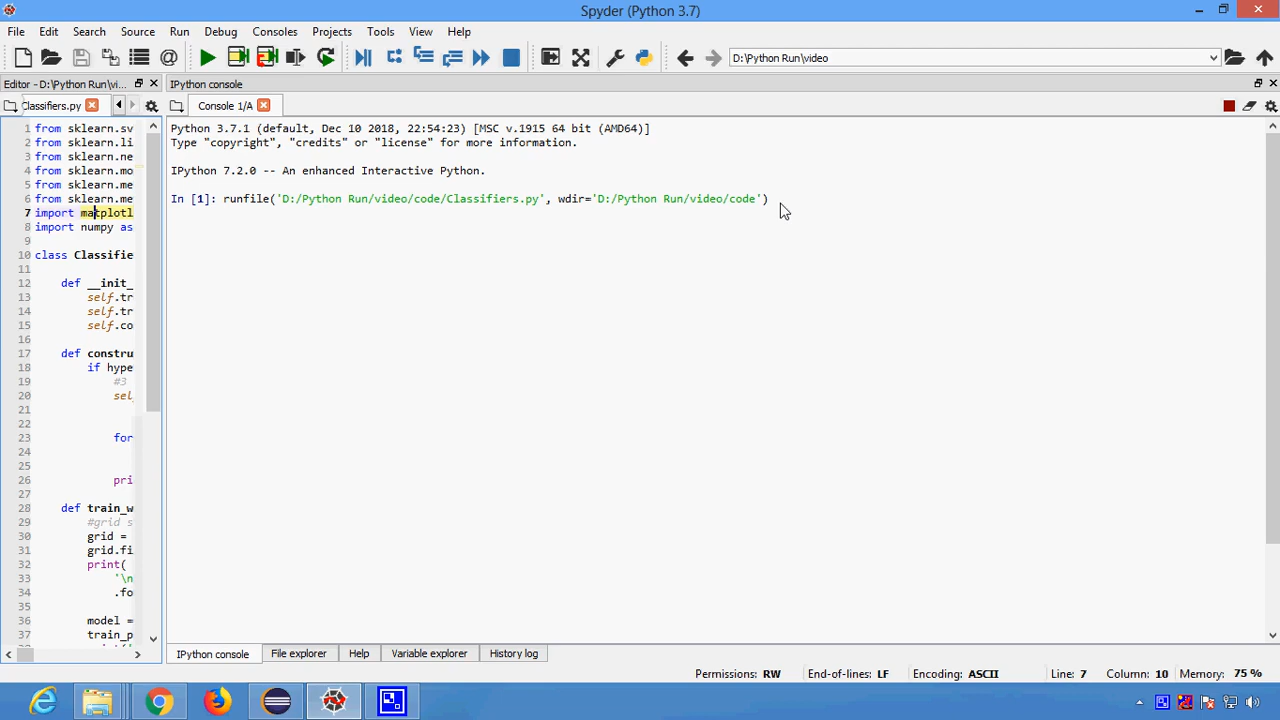 Spyder (Python 3.7)
File Edit Search Source Run Debug Consoles Projects Tools View Help
D:\Python Run\video
Editor - D:\Python Run\vi...
IPython console
Classifiers.py
Console 1/A
1 from sklearn.sv
2 from sklearn.li
3 from sklearn.ne
4 from sklearn.mo
5 from sklearn.me
6 from sklearn.me
7 import matplotl
8 import numpy as
9
10 class Classifie
11
12 def __init_
13 self.tr
14 self.tr
15 self.co
16
17 def constru
18 if hype
19 #3
20 sel
21
22
23 for
24
25
26 pri
27
28 def train_w
29 #grid s
30 grid =
31 grid.fi
32 print(
33 '\n
34 .fo
35
36 model =
37 train_p
Python 3.7.1 (default, Dec 10 2018, 22:54:23) [MSC v.1915 64 bit (AMD64)]
Type "copyright", "credits" or "license" for more information.
IPython 7.2.0 -- An enhanced Interactive Python.
In [1]: runfile('D:/Python Run/video/code/Classifiers.py', wdir='D:/Python Run/video/code')
IPython console File explorer Help Variable explorer History log
Permissions: RW End-of-lines: LF Encoding: ASCII Line: 7 Column: 10 Memory: 75 %